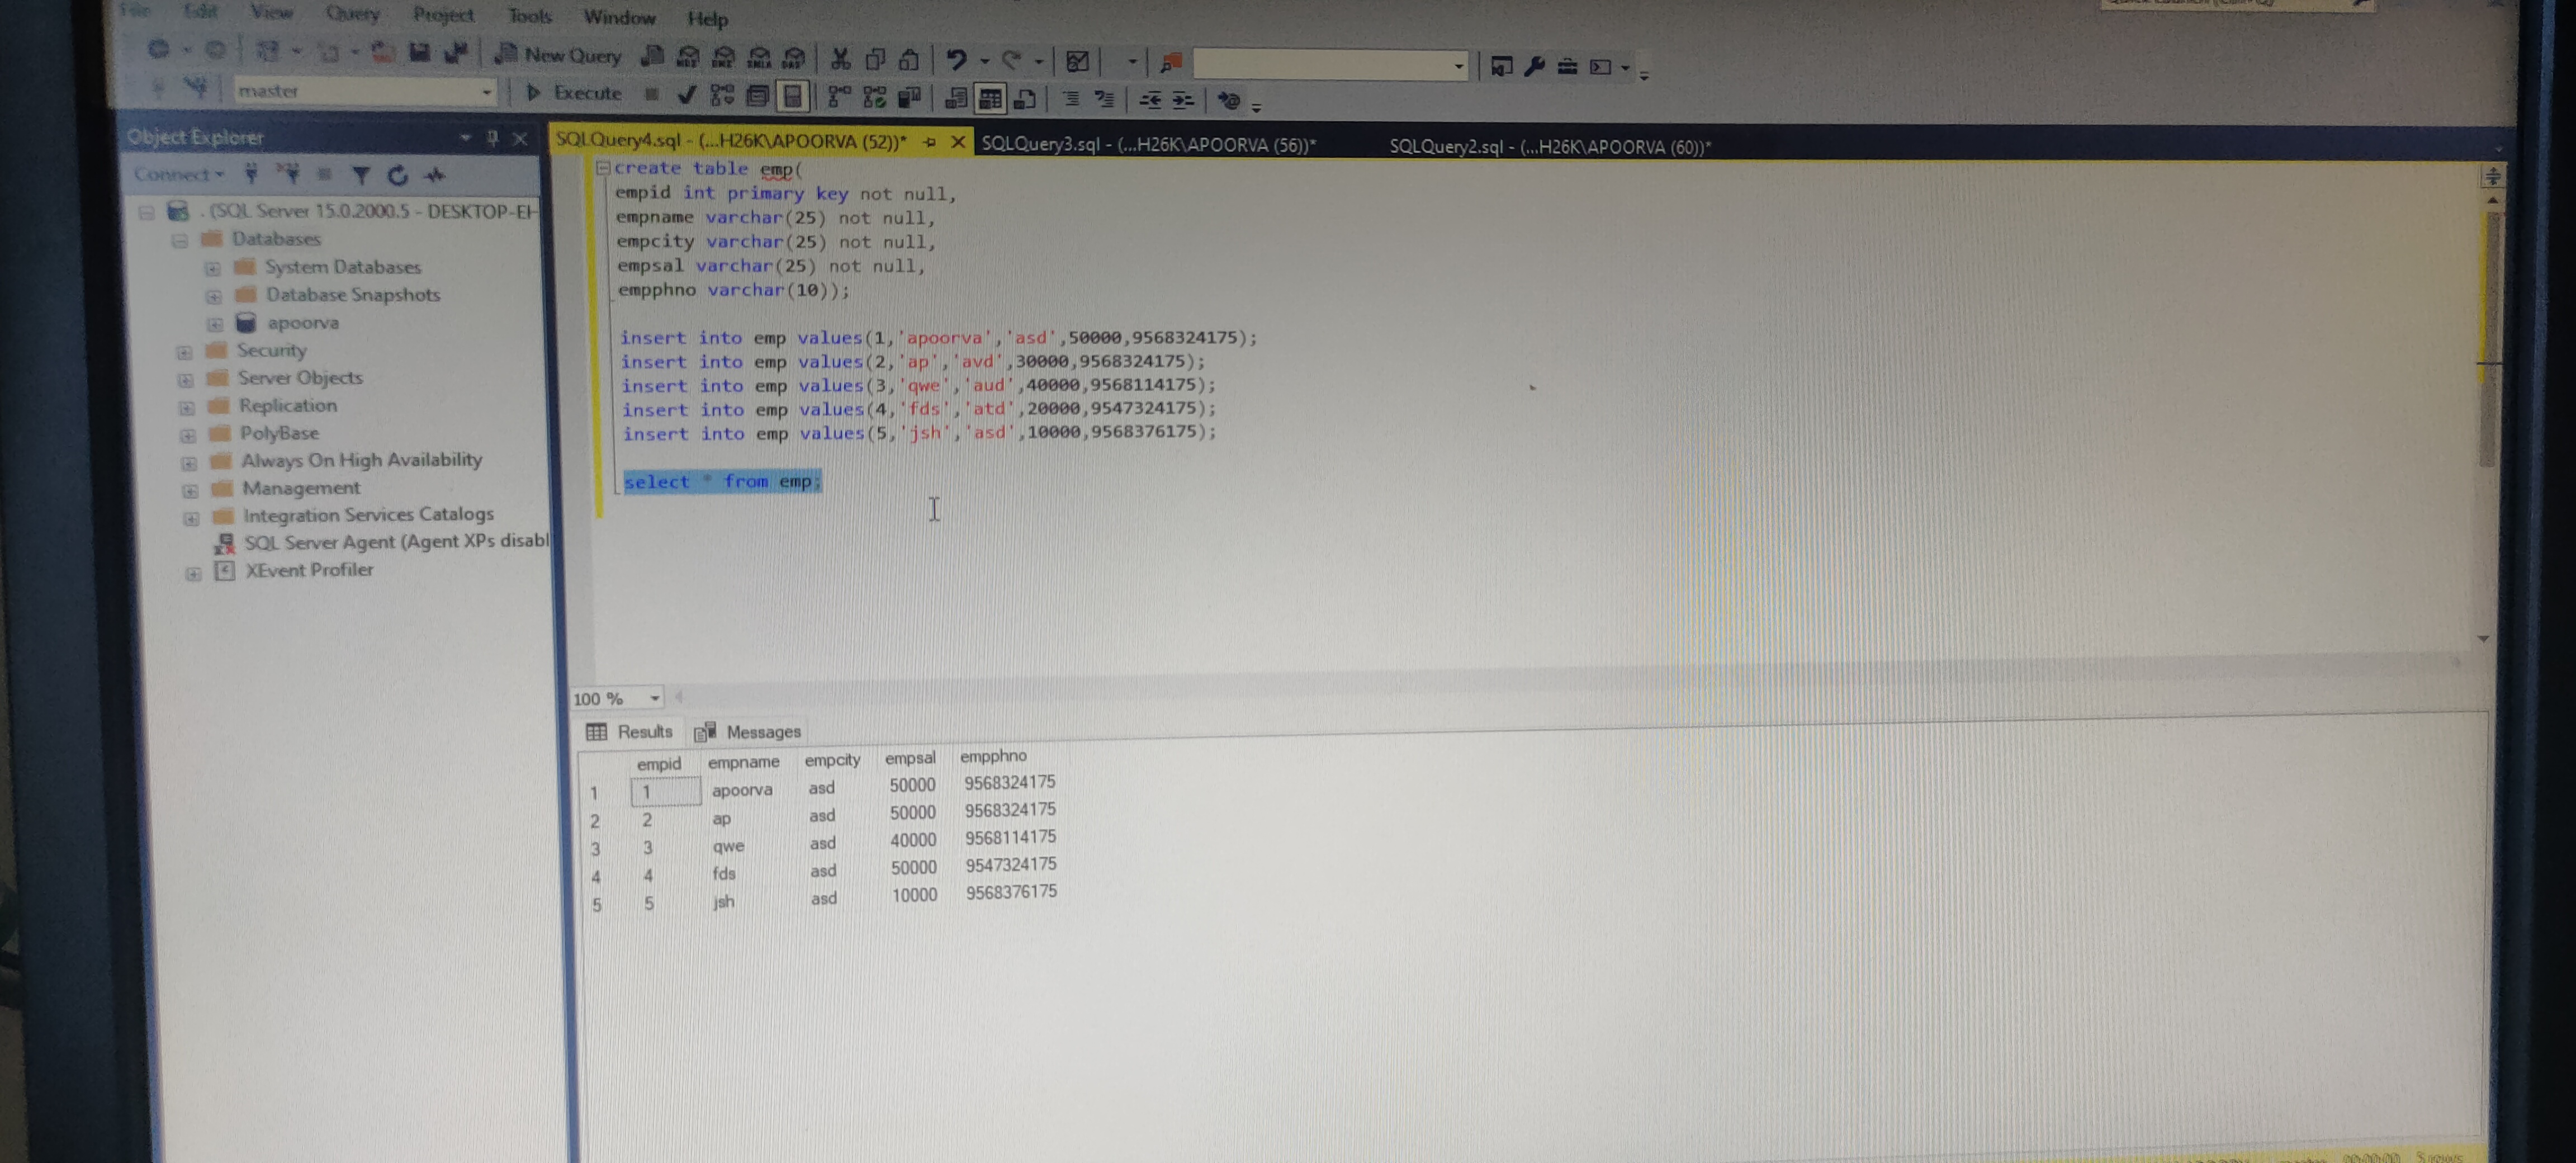 File Edit View Query Project Tools Window Help
New Query
master
Execute
Object Explorer
Connect
. (SQL Server 15.0.2000.5 - DESKTOP-EH
Databases
System Databases
Database Snapshots
apoorva
Security
Server Objects
Replication
PolyBase
Always On High Availability
Management
Integration Services Catalogs
SQL Server Agent (Agent XPs disabl
XEvent Profiler
SQLQuery4.sql - (...H26K\APOORVA (52))* SQLQuery3.sql - (...H26K\APOORVA (56))* SQLQuery2.sql - (...H26K\APOORVA (60))*
create table emp(
empid int primary key not null,
empname varchar(25) not null,
empcity varchar(25) not null,
empsal varchar(25) not null,
empphno varchar(10));
insert into emp values(1,'apoorva','asd',50000,9568324175);
insert into emp values(2,'ap','avd',30000,9568324175);
insert into emp values(3,'qwe','aud',40000,9568114175);
insert into emp values(4,'fds','atd',20000,9547324175);
insert into emp values(5,'jsh','asd',10000,9568376175);
select * from emp;
100 %
Results Messages
empid empname empcity empsal empphno
1 1 apoorva asd 50000 9568324175
2 2 ap asd 50000 9568324175
3 3 qwe asd 40000 9568114175
4 4 fds asd 50000 9547324175
5 5 jsh asd 10000 9568376175
00:00:00 5 rows